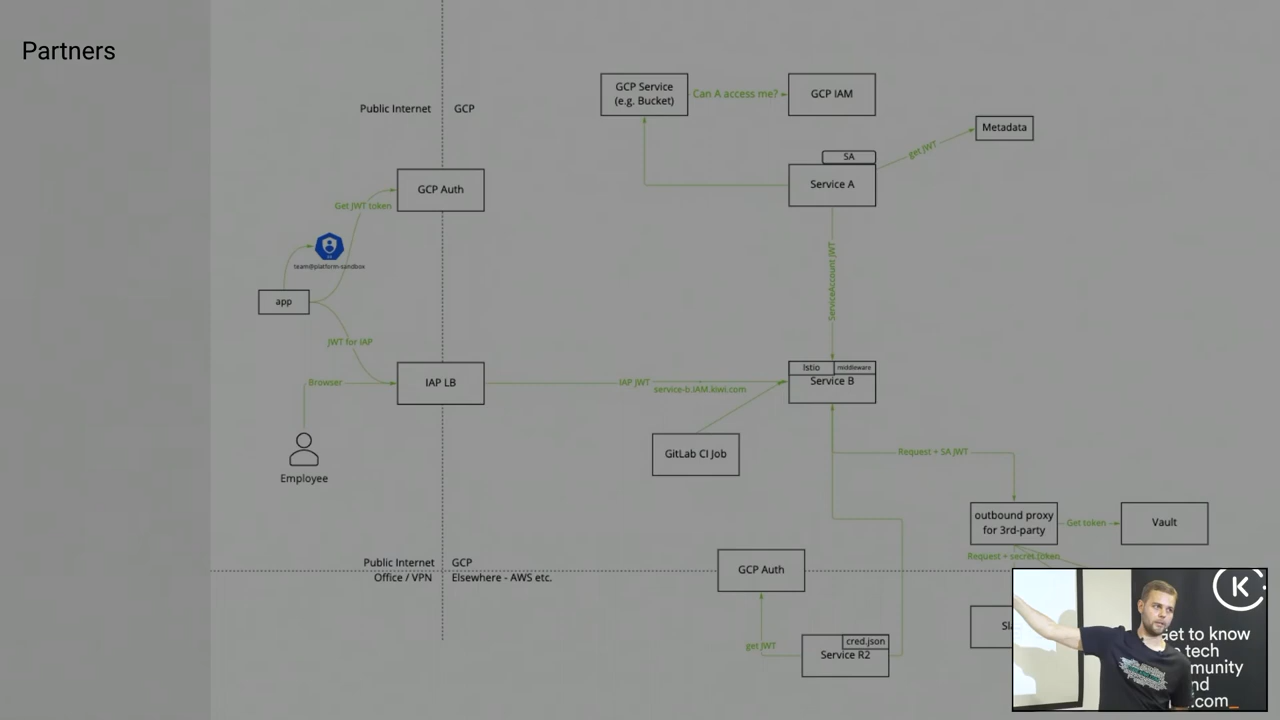 Partners
Public Internet
GCP
GCP Service
(e.g. Bucket)
Can A access me?
GCP IAM
Metadata
get JWT
SA
Service A
GCP Auth
Get JWT token
team@platform-sandbox
app
JWT for IAP
ServiceAccount JWT
Browser
IAP LB
IAP JWT
service-b.IAM.kiwi.com
Istio
middleware
Service B
GitLab CI Job
Employee
Request + SA JWT
outbound proxy
for 3rd-party
Get token
Vault
Request + secret token
Public Internet
GCP
Office / VPN
Elsewhere - AWS etc.
GCP Auth
get JWT
cred.json
Service R2
K
et to know
tech
munity
nd
.com_